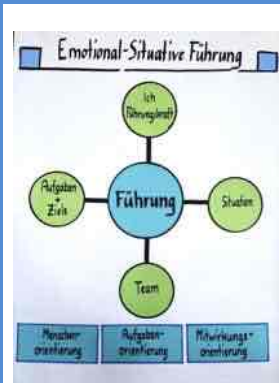 Emotional-Situative Führung
Ich
Führungskraft
Aufgaben
+
Ziele
Führung
Situation
Team
Menschen-
orientierung
Aufgaben-
orientierung
Mitwirkungs-
orientierung